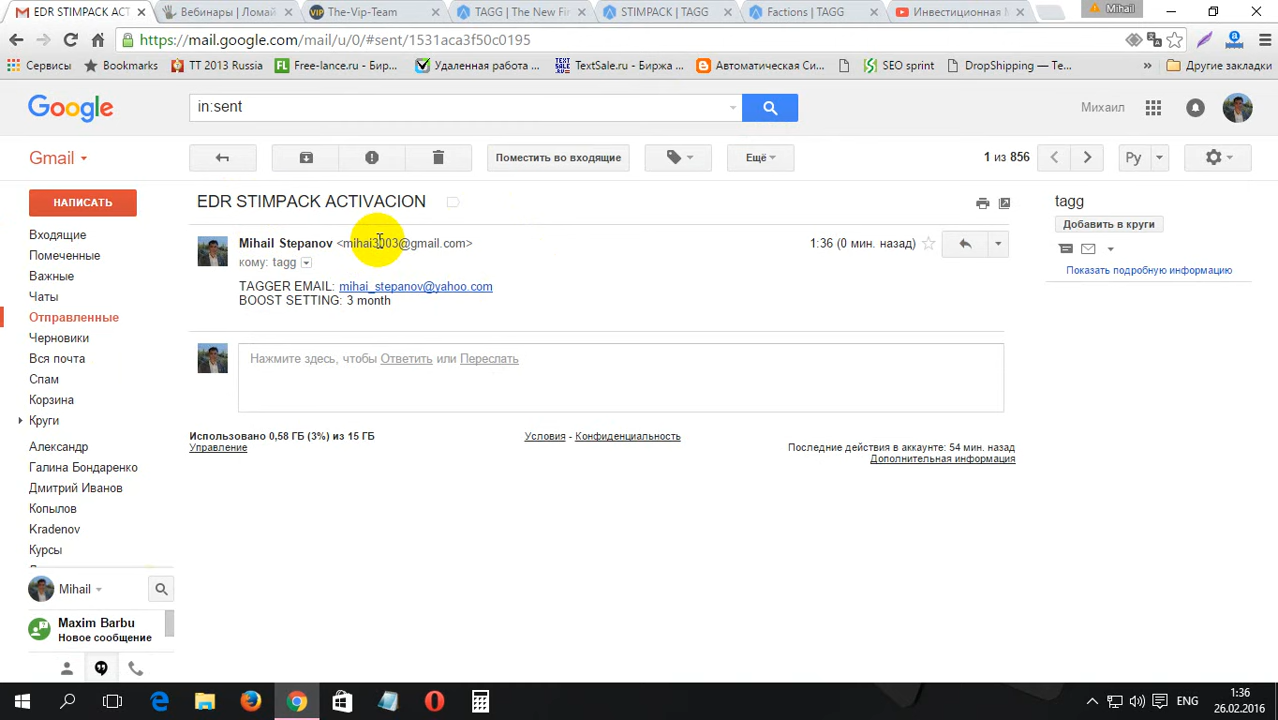 EDR STIMPACK ACT
Вебинары | Ломай
The-Vip-Team
TAGG | The New Fi
STIMPACK | TAGG
Factions | TAGG
Инвестиционная
Mihail
https://mail.google.com/mail/u/0/#sent/1531aca3f50c0195
Сервисы
Bookmarks
TT 2013 Russia
Free-lance.ru - Бир...
Удаленная работа ...
TextSale.ru - Биржа ...
Автоматическая Си...
SEO sprint
DropShipping — Те...
»
Другие закладки
Google
in:sent
Михаил
Gmail
Поместить во входящие
Ещё
1 из 856
Ру
НАПИСАТЬ
EDR STIMPACK ACTIVACION
tagg
Добавить в круги
Показать подробную информацию
Mihail Stepanov <mihai3003@gmail.com>
1:36 (0 мин. назад)
кому: tagg
TAGGER EMAIL: mihai_stepanov@yahoo.com
BOOST SETTING: 3 month
Нажмите здесь, чтобы Ответить или Переслать
Использовано 0,58 ГБ (3%) из 15 ГБ
Управление
Условия - Конфиденциальность
Последние действия в аккаунте: 54 мин. назад
Дополнительная информация
Входящие
Помеченные
Важные
Чаты
Отправленные
Черновики
Вся почта
Спам
Корзина
Круги
Александр
Галина Бондаренко
Дмитрий Иванов
Копылов
Kradenov
Курсы
Mihail
Maxim Barbu
Новое сообщение
ENG
1:36
26.02.2016